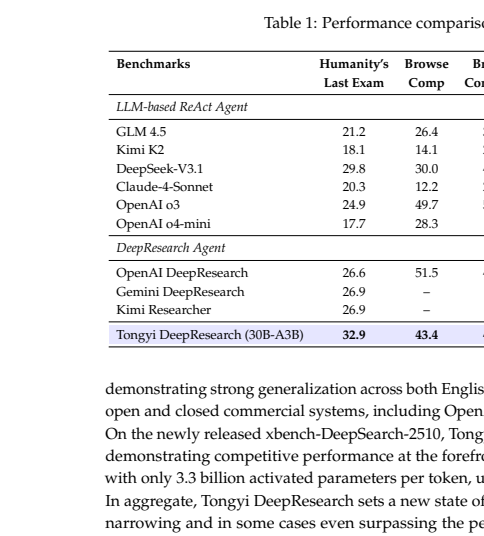 Table 1: Performance comparis
Benchmarks Humanity's Browse
Last Exam Comp
LLM-based ReAct Agent
GLM 4.5 21.2 26.4
Kimi K2 18.1 14.1
DeepSeek-V3.1 29.8 30.0
Claude-4-Sonnet 20.3 12.2
OpenAI o3 24.9 49.7
OpenAI o4-mini 17.7 28.3
DeepResearch Agent
OpenAI DeepResearch 26.6 51.5
Gemini DeepResearch 26.9 –
Kimi Researcher 26.9 –
Tongyi DeepResearch (30B-A3B) 32.9 43.4
demonstrating strong generalization across both Englis
open and closed commercial systems, including Open
On the newly released xbench-DeepSearch-2510, Tong
demonstrating competitive performance at the forefro
with only 3.3 billion activated parameters per token, u
In aggregate, Tongyi DeepResearch sets a new state of
narrowing and in some cases even surpassing the pe